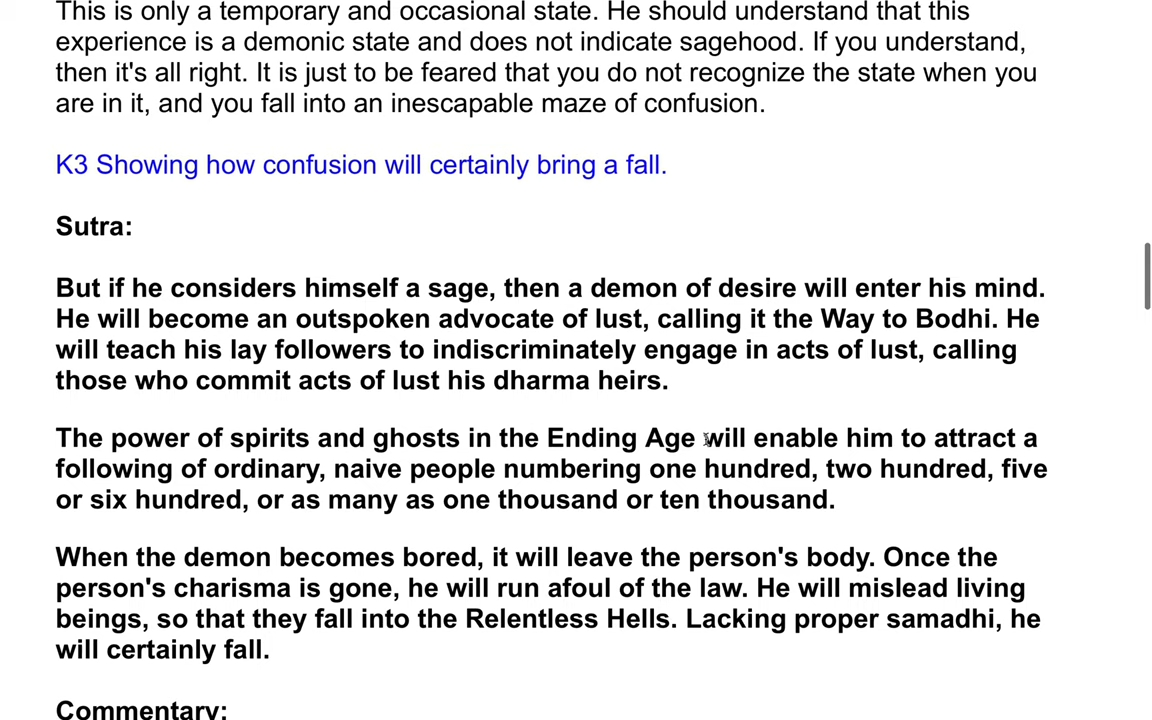 This is only a temporary and occasional state. He should understand that this
experience is a demonic state and does not indicate sagehood. If you understand,
then it's all right. It is just to be feared that you do not recognize the state when you
are in it, and you fall into an inescapable maze of confusion.
K3 Showing how confusion will certainly bring a fall.
Sutra:
But if he considers himself a sage, then a demon of desire will enter his mind.
He will become an outspoken advocate of lust, calling it the Way to Bodhi. He
will teach his lay followers to indiscriminately engage in acts of lust, calling
those who commit acts of lust his dharma heirs.
The power of spirits and ghosts in the Ending Age will enable him to attract a
following of ordinary, naive people numbering one hundred, two hundred, five
or six hundred, or as many as one thousand or ten thousand.
When the demon becomes bored, it will leave the person's body. Once the
person's charisma is gone, he will run afoul of the law. He will mislead living
beings, so that they fall into the Relentless Hells. Lacking proper samadhi, he
will certainly fall.
Commentary: